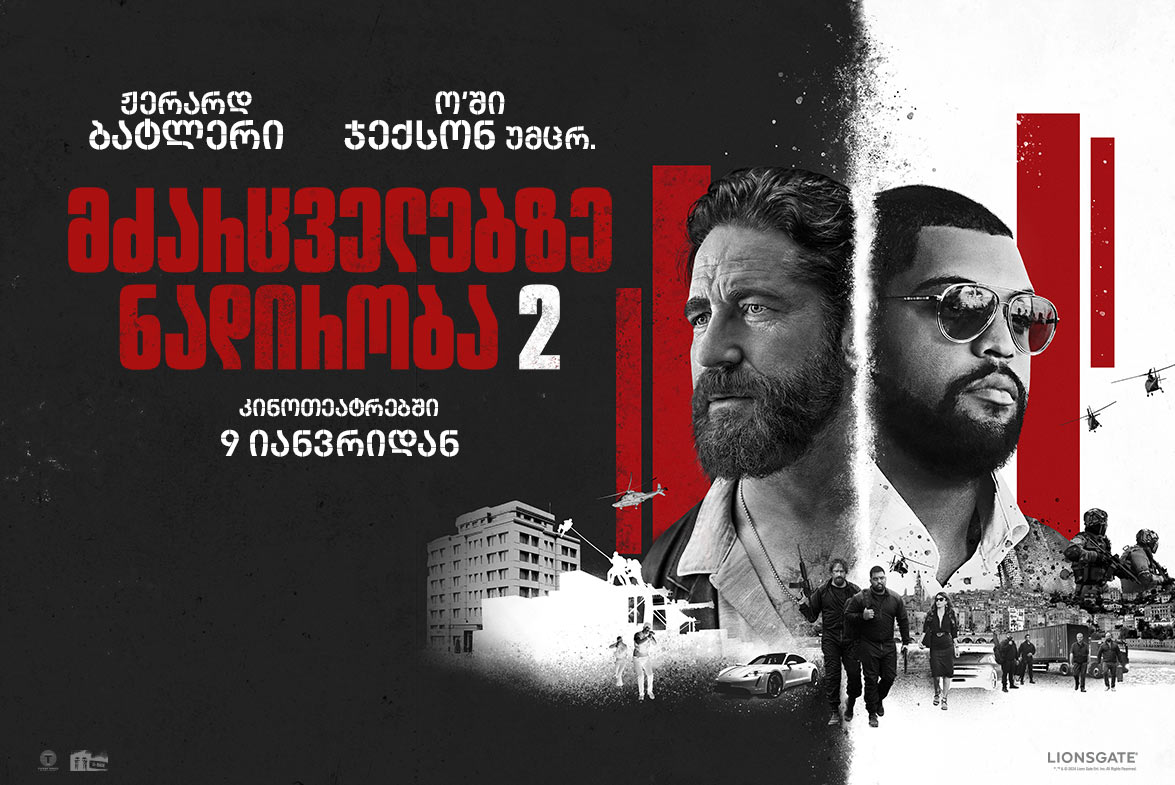 ჟერარდ
ბატლერი
ო’ში
ჯექსონ უმცრ.
მძარცველებზე
ნადირობა 2
კინოთეატრებში
9 იანვრიდან
LIONSGATE®